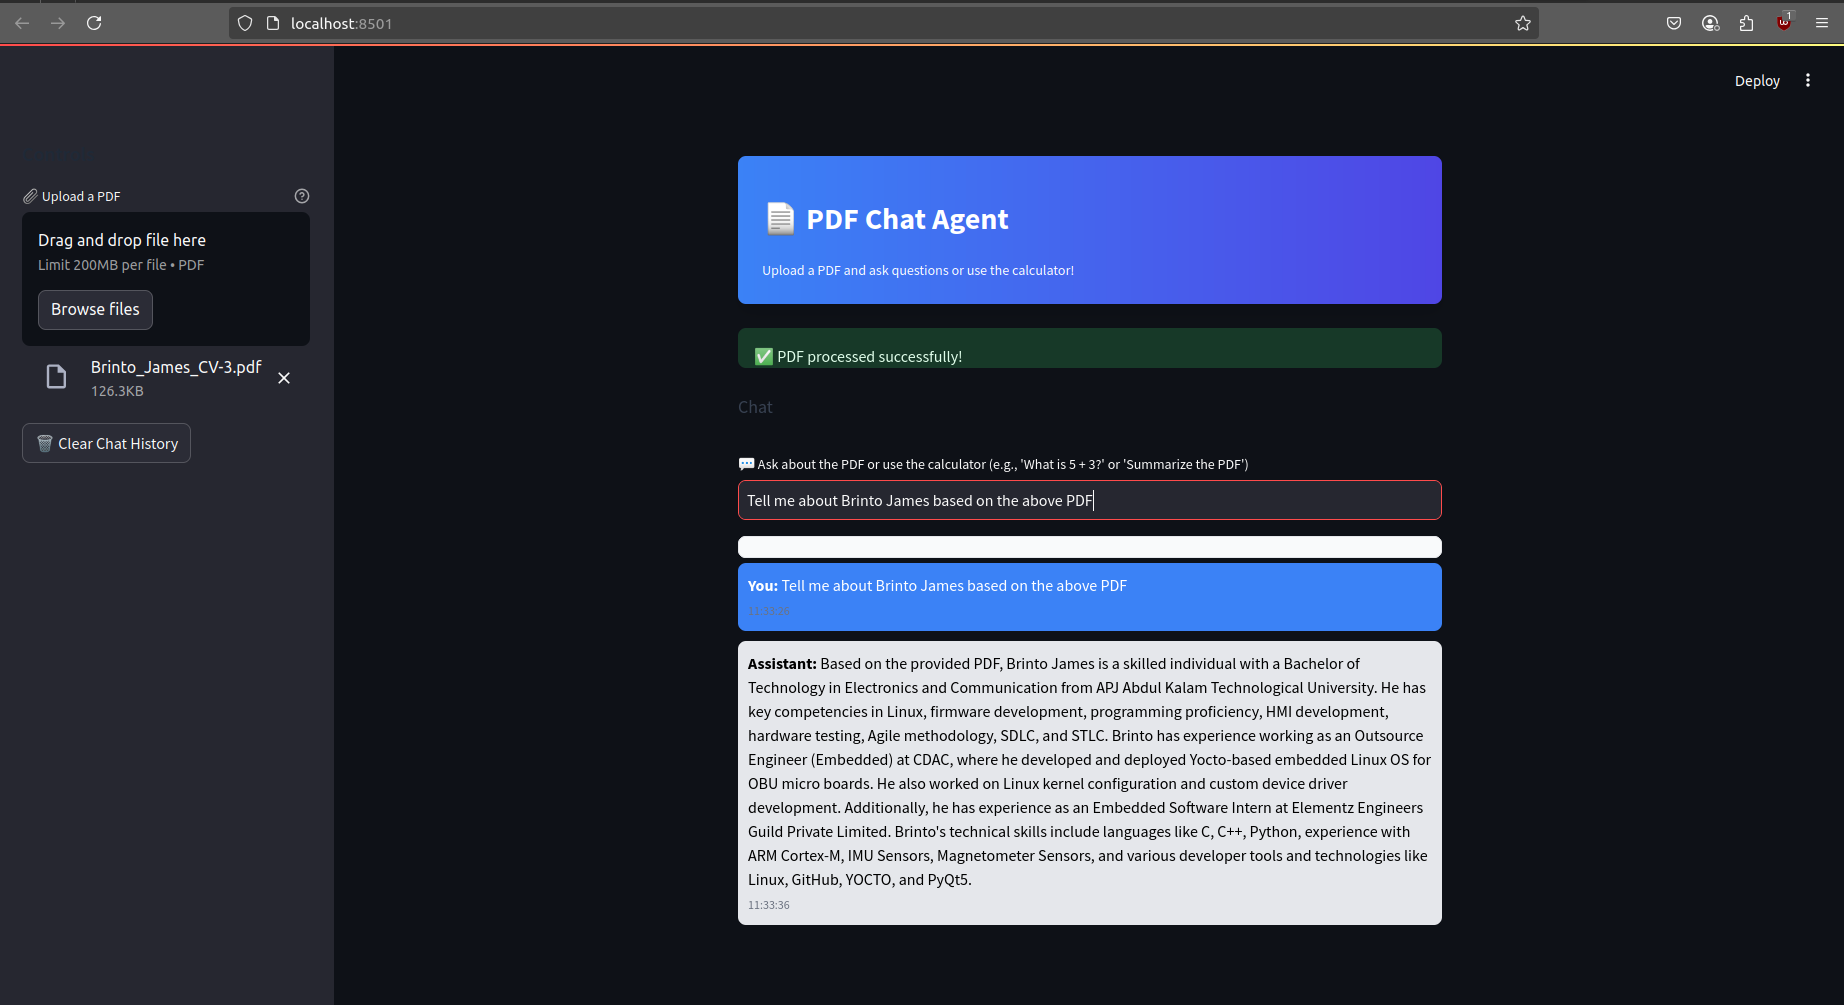 localhost:8501
1
Deploy
Upload a PDF
Drag and drop file here
Limit 200MB per file • PDF
Browse files
Brinto_James_CV-3.pdf
126.3KB
Clear Chat History
PDF Chat Agent
Upload a PDF and ask questions or use the calculator!
✅ PDF processed successfully!
Chat
Ask about the PDF or use the calculator (e.g., 'What is 5 + 3?' or 'Summarize the PDF')
Tell me about Brinto James based on the above PDF
You: Tell me about Brinto James based on the above PDF
Assistant: Based on the provided PDF, Brinto James is a skilled individual with a Bachelor of
Technology in Electronics and Communication from APJ Abdul Kalam Technological University. He has
key competencies in Linux, firmware development, programming proficiency, HMI development,
hardware testing, Agile methodology, SDLC, and STLC. Brinto has experience working as an Outsource
Engineer (Embedded) at CDAC, where he developed and deployed Yocto-based embedded Linux OS for
OBU micro boards. He also worked on Linux kernel configuration and custom device driver
development. Additionally, he has experience as an Embedded Software Intern at Elementz Engineers
Guild Private Limited. Brinto's technical skills include languages like C, C++, Python, experience with
ARM Cortex-M, IMU Sensors, Magnetometer Sensors, and various developer tools and technologies like
Linux, GitHub, YOCTO, and PyQt5.
11:33:36